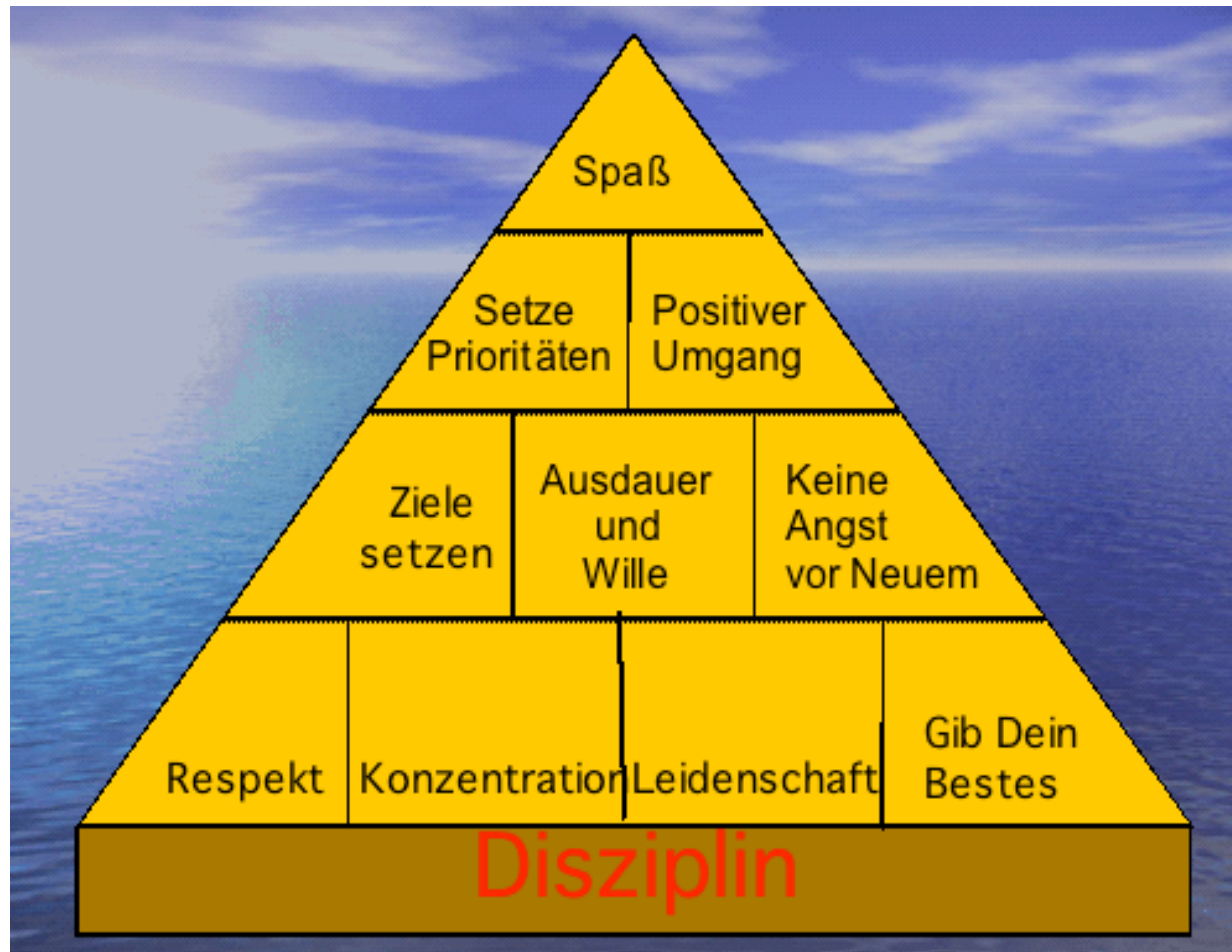 Spaß
Setze
Prioritäten
Positiver
Umgang
Ziele
setzen
Ausdauer
und
Wille
Keine
Angst
vor Neuem
Respekt
Konzentration
Leidenschaft
Gib Dein
Bestes
Disziplin